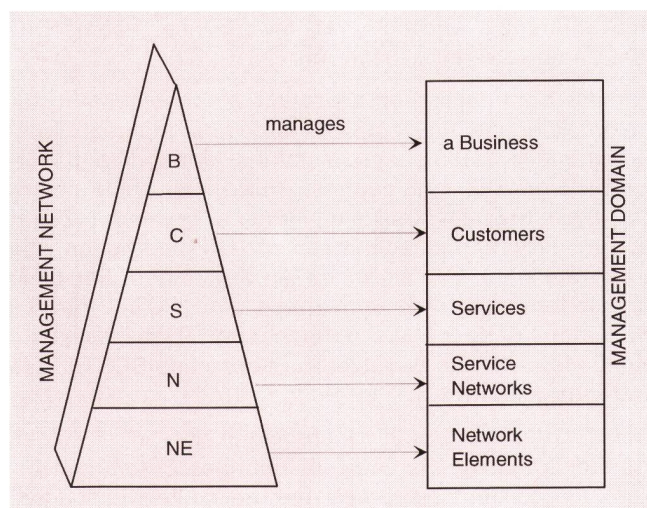 MANAGEMENT NETWORK
manages
B
a Business
C
Customers
S
Services
N
Service
Networks
NE
Network
Elements
MANAGEMENT DOMAIN